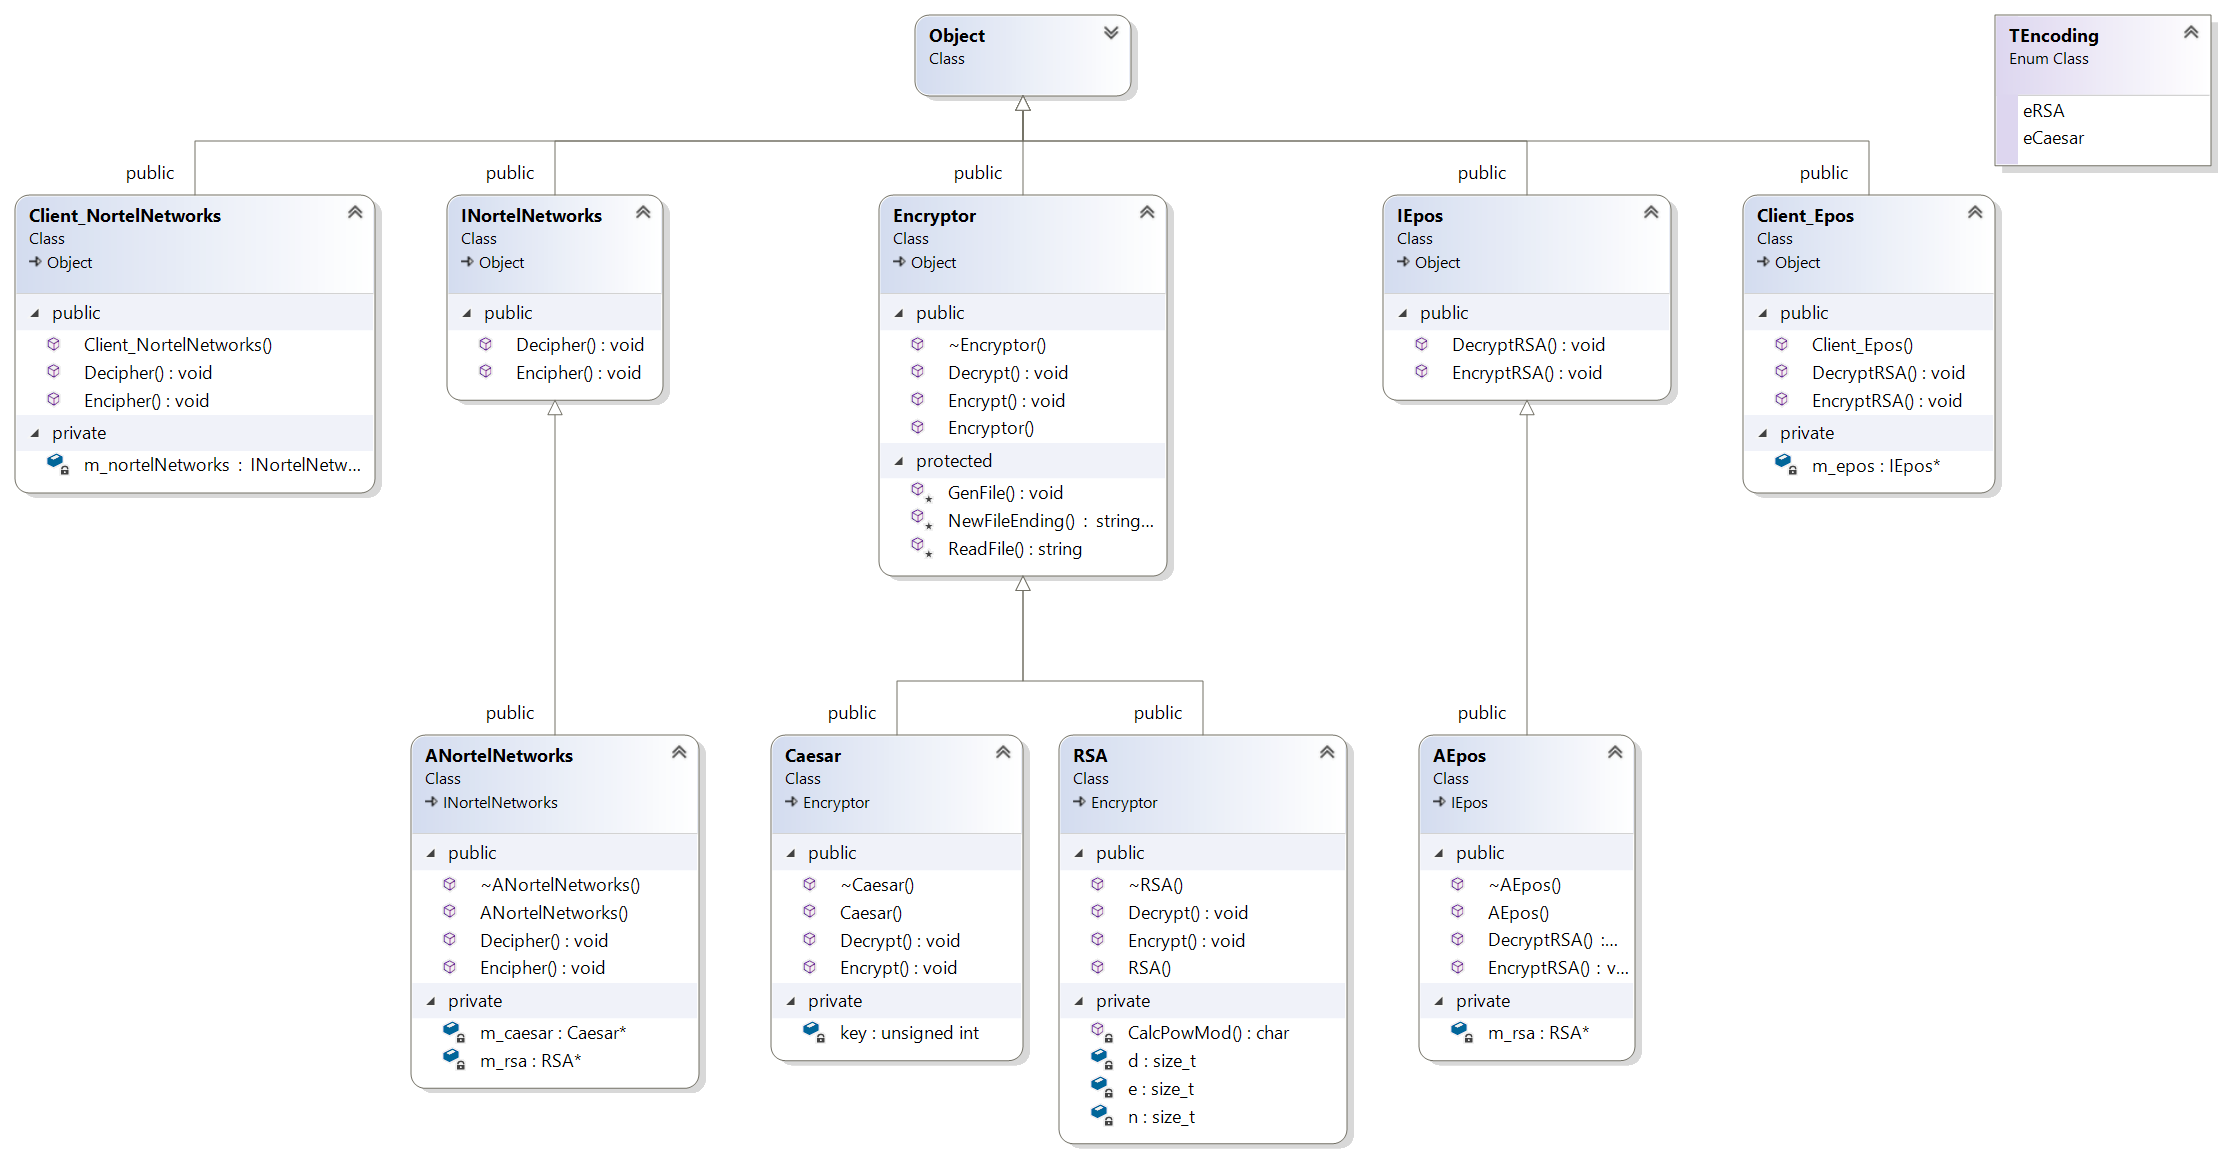 Object
Class
TEncoding
Enum Class
eRSA
eCaesar
public
public
public
public
public
Client_NortelNetworks
Class
Object
public
Client_NortelNetworks()
Decipher() : void
Encipher() : void
private
m_nortelNetworks : INortelNetw...
INortelNetworks
Class
Object
public
Decipher() : void
Encipher() : void
Encryptor
Class
Object
public
~Encryptor()
Decrypt() : void
Encrypt() : void
Encryptor()
protected
GenFile() : void
NewFileEnding() : string...
ReadFile() : string
IEpos
Class
Object
public
DecryptRSA() : void
EncryptRSA() : void
Client_Epos
Class
Object
public
Client_Epos()
DecryptRSA() : void
EncryptRSA() : void
private
m_epos : IEpos*
public
public
public
public
ANortelNetworks
Class
INortelNetworks
public
~ANortelNetworks()
ANortelNetworks()
Decipher() : void
Encipher() : void
private
m_caesar : Caesar*
m_rsa : RSA*
Caesar
Class
Encryptor
public
~Caesar()
Caesar()
Decrypt() : void
Encrypt() : void
private
key : unsigned int
RSA
Class
Encryptor
public
~RSA()
Decrypt() : void
Encrypt() : void
RSA()
private
CalcPowMod() : char
d : size_t
e : size_t
n : size_t
AEpos
Class
IEpos
public
~AEpos()
AEpos()
DecryptRSA() :...
EncryptRSA() : v...
private
m_rsa : RSA*